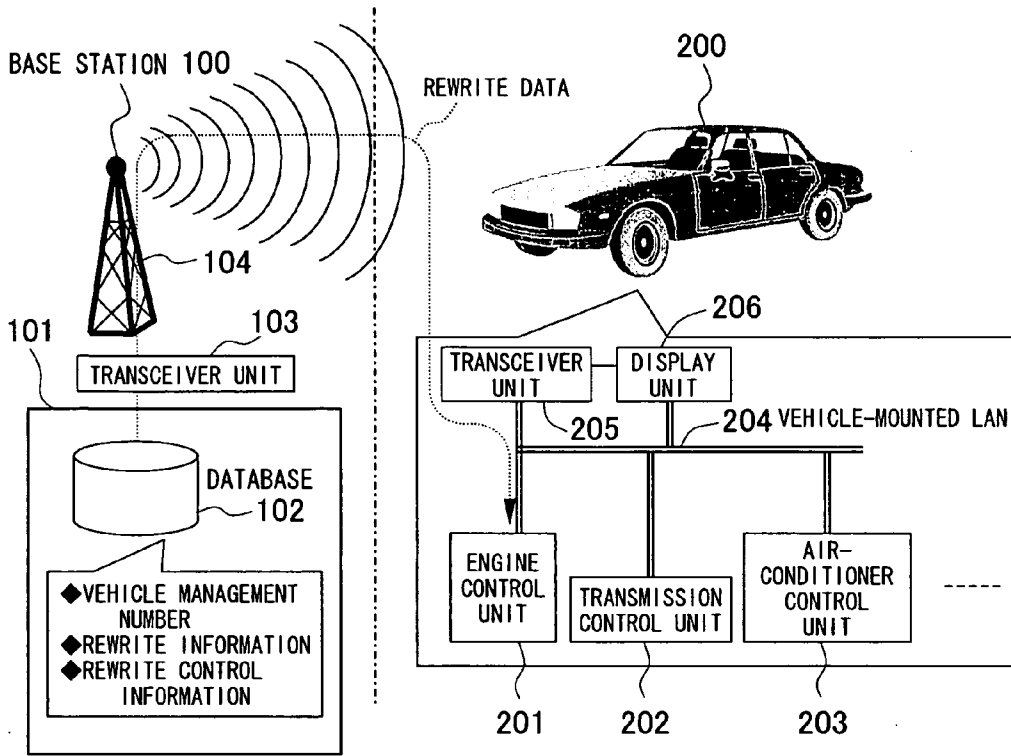 BASE STATION 100
104
101
103
TRANSCEIVER UNIT
DATABASE
102
◆VEHICLE MANAGEMENT
NUMBER
◆REWRITE INFORMATION
◆REWRITE CONTROL
INFORMATION
REWRITE DATA
200
206
TRANSCEIVER
UNIT
DISPLAY
UNIT
205
204 VEHICLE-MOUNTED LAN
ENGINE
CONTROL
UNIT
TRANSMISSION
CONTROL UNIT
AIR-
CONDITIONER
CONTROL
UNIT
201
202
203